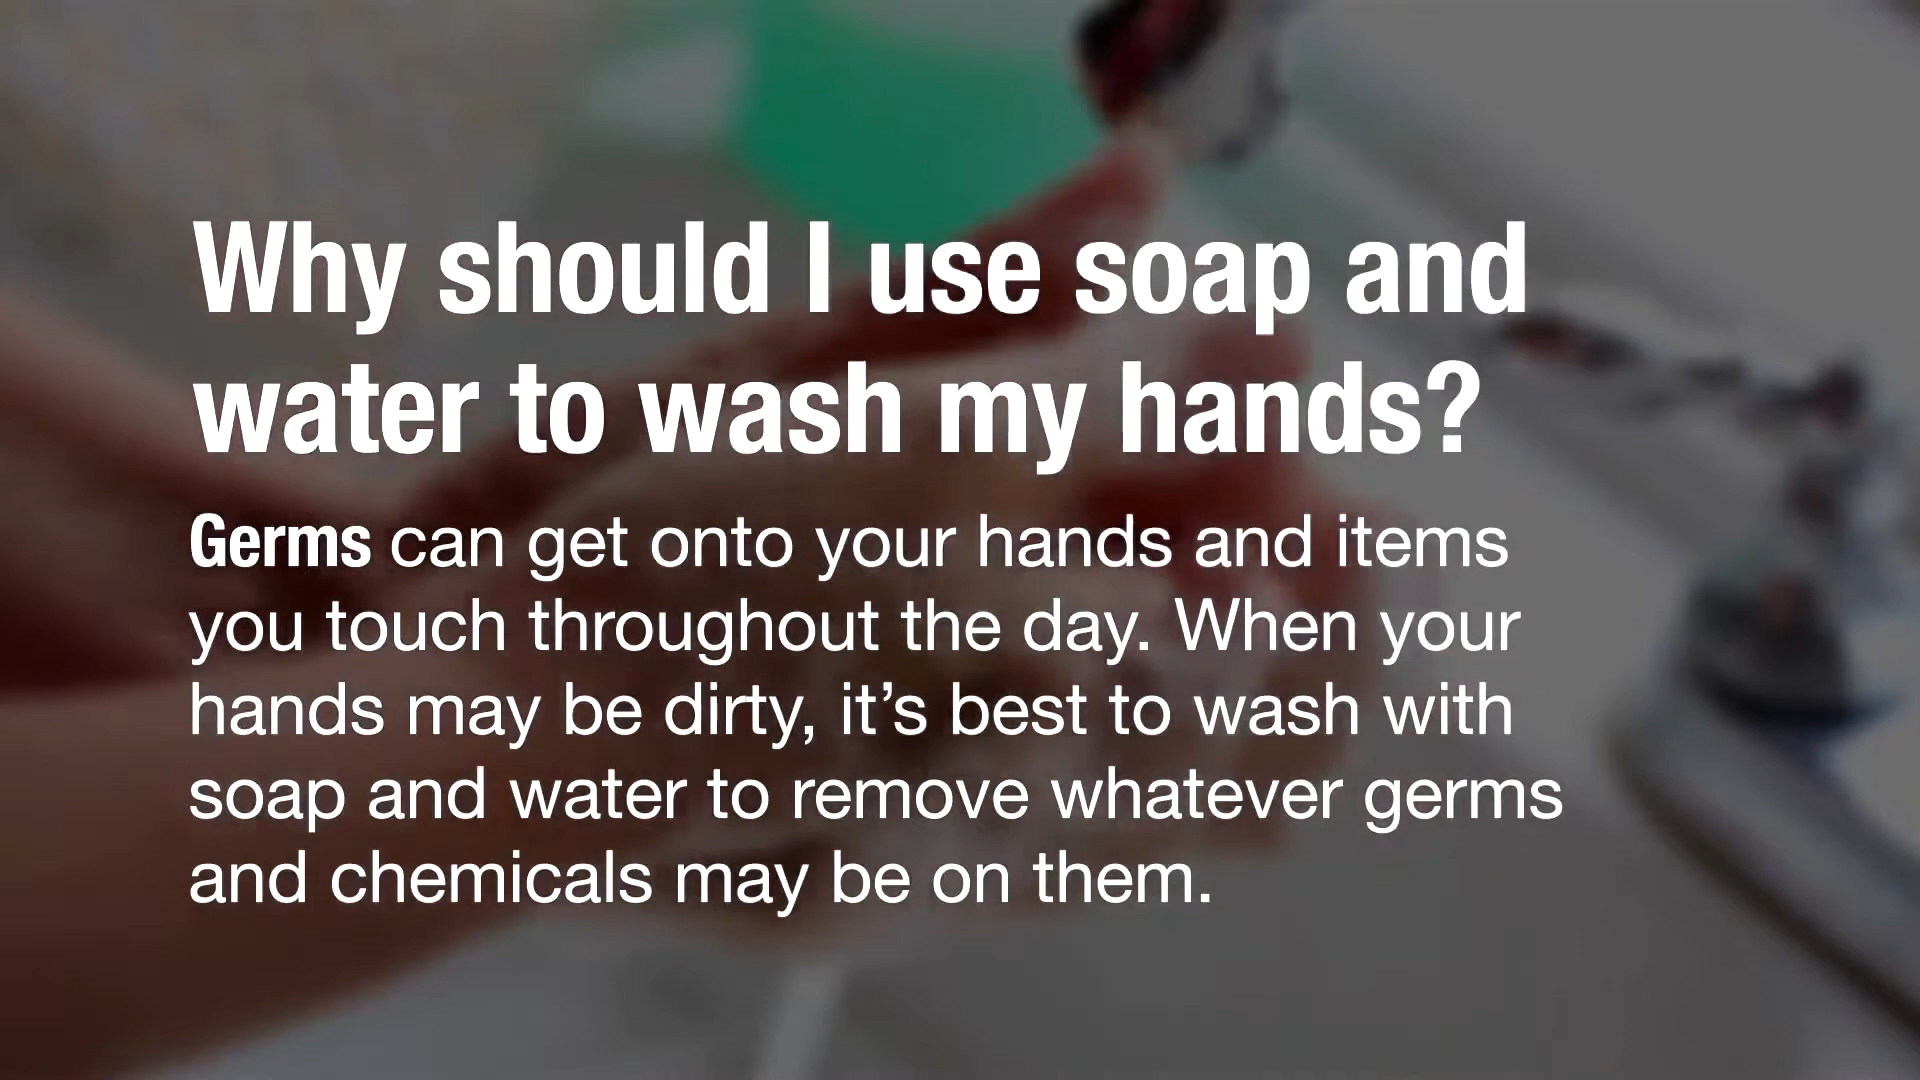 Why should I use soap and
water to wash my hands?
Germs can get onto your hands and items
you touch throughout the day. When your
hands may be dirty, it’s best to wash with
soap and water to remove whatever germs
and chemicals may be on them.